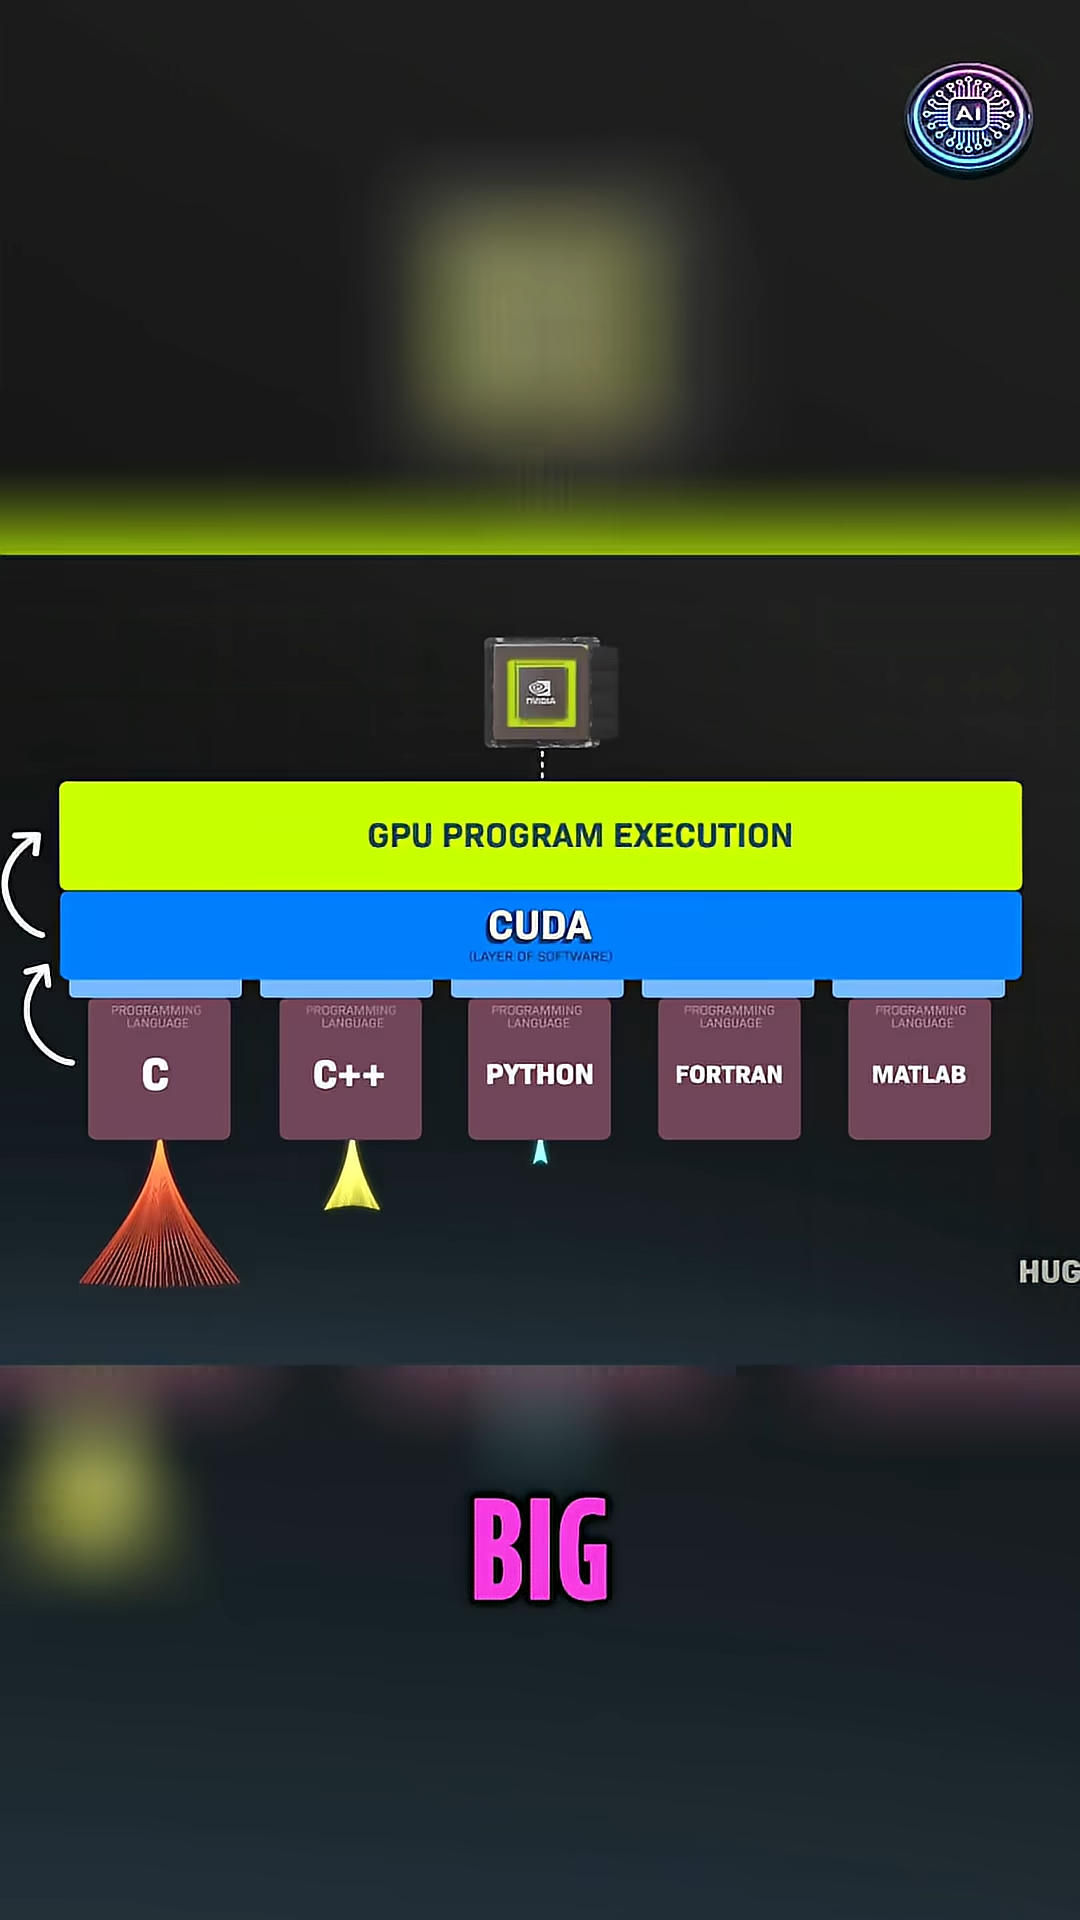 AI
NVIDIA
GPU PROGRAM EXECUTION
CUDA
(LAYER OF SOFTWARE)
PROGRAMMING
LANGUAGE
C
PROGRAMMING
LANGUAGE
C++
PROGRAMMING
LANGUAGE
PYTHON
PROGRAMMING
LANGUAGE
FORTRAN
PROGRAMMING
LANGUAGE
MATLAB
HUG
BIG